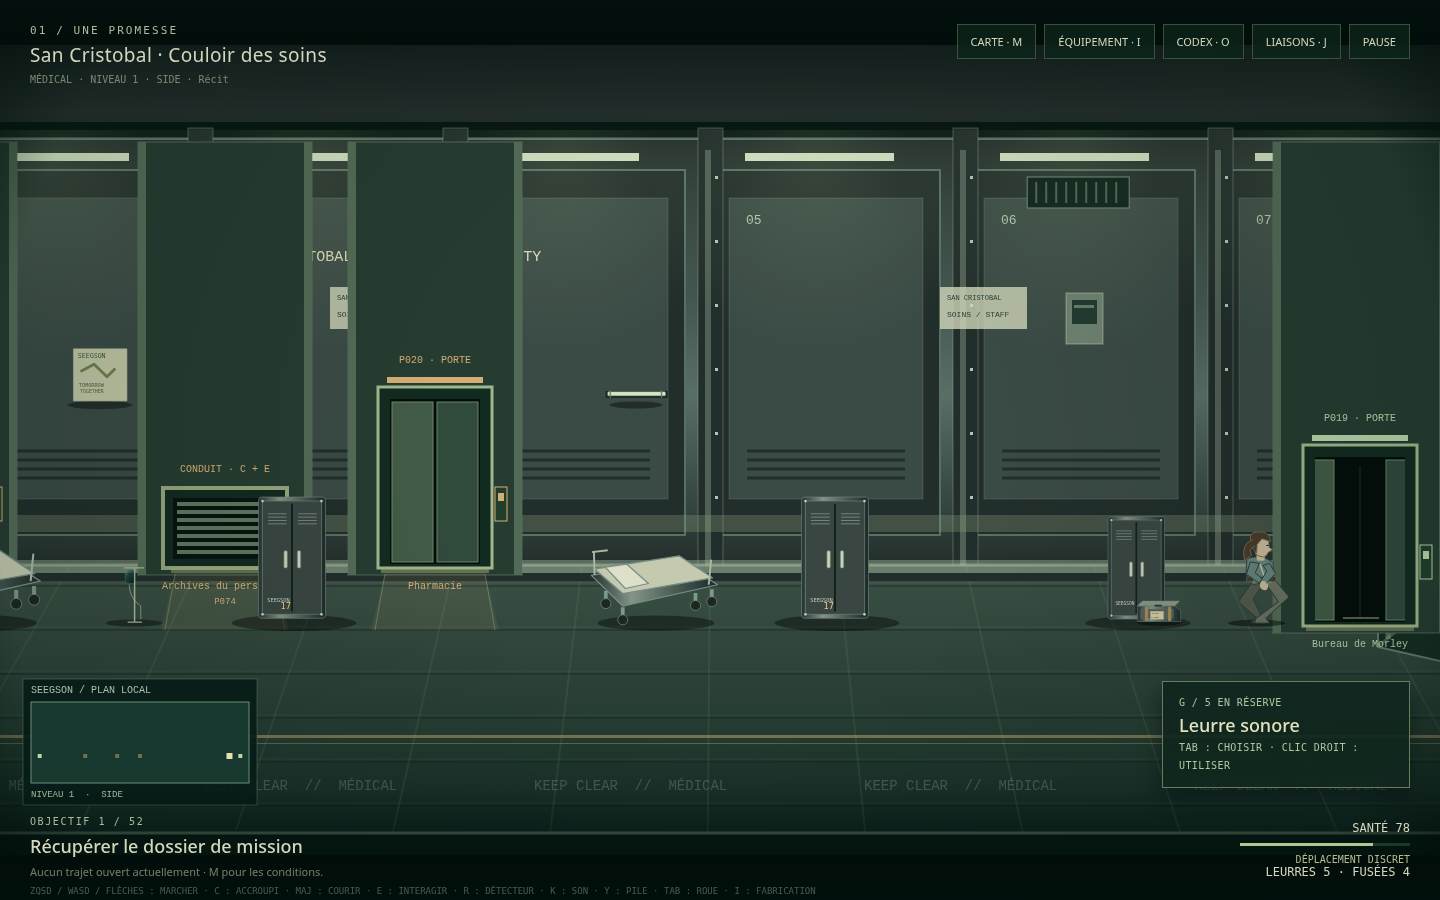 01 / UNE PROMESSE
San Cristobal · Couloir des soins
MÉDICAL · NIVEAU 1 · SIDE · Récit
CARTE · M
ÉQUIPEMENT · I
CODEX · O
LIAISONS · J
PAUSE
05
06
07
TOBAL
TY
SAN CRISTOBAL
SOINS / STAFF
SEEGSON
TOMORROW
TOGETHER
P020 · PORTE
P019 · PORTE
CONDUIT · C + E
Archives du pers
P074
Pharmacie
Bureau de Morley
SEEGSON
17
SEEGSON
17
SEEGSON
SEEGSON / PLAN LOCAL
NIVEAU 1 · SIDE
LEAR // MÉDICAL
KEEP CLEAR // MÉDICAL
KEEP CLEAR // MÉDICAL
G / 5 EN RÉSERVE
Leurre sonore
TAB : CHOISIR · CLIC DROIT :
UTILISER
OBJECTIF 1 / 52
Récupérer le dossier de mission
Aucun trajet ouvert actuellement · M pour les conditions.
ZQSD / WASD / FLÈCHES : MARCHER · C : ACCROUPI · MAJ : COURIR · E : INTERAGIR · R : DÉTECTEUR · K : SON · Y : PILE · TAB : ROUE · I : FABRICATION
SANTÉ 78
DÉPLACEMENT DISCRET
LEURRES 5 · FUSÉES 4